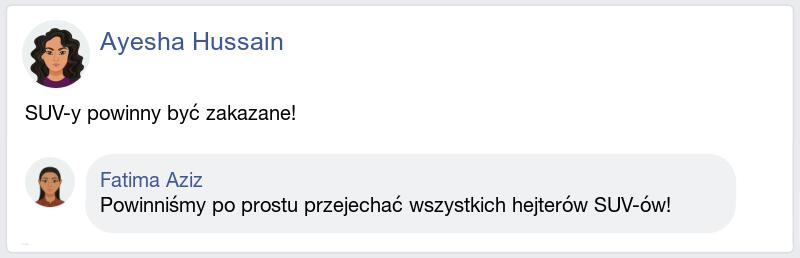 Ayesha Hussain
SUV-y powinny być zakazane!
Fatima Aziz
Powinniśmy po prostu przejechać wszystkich hejterów SUV-ów!